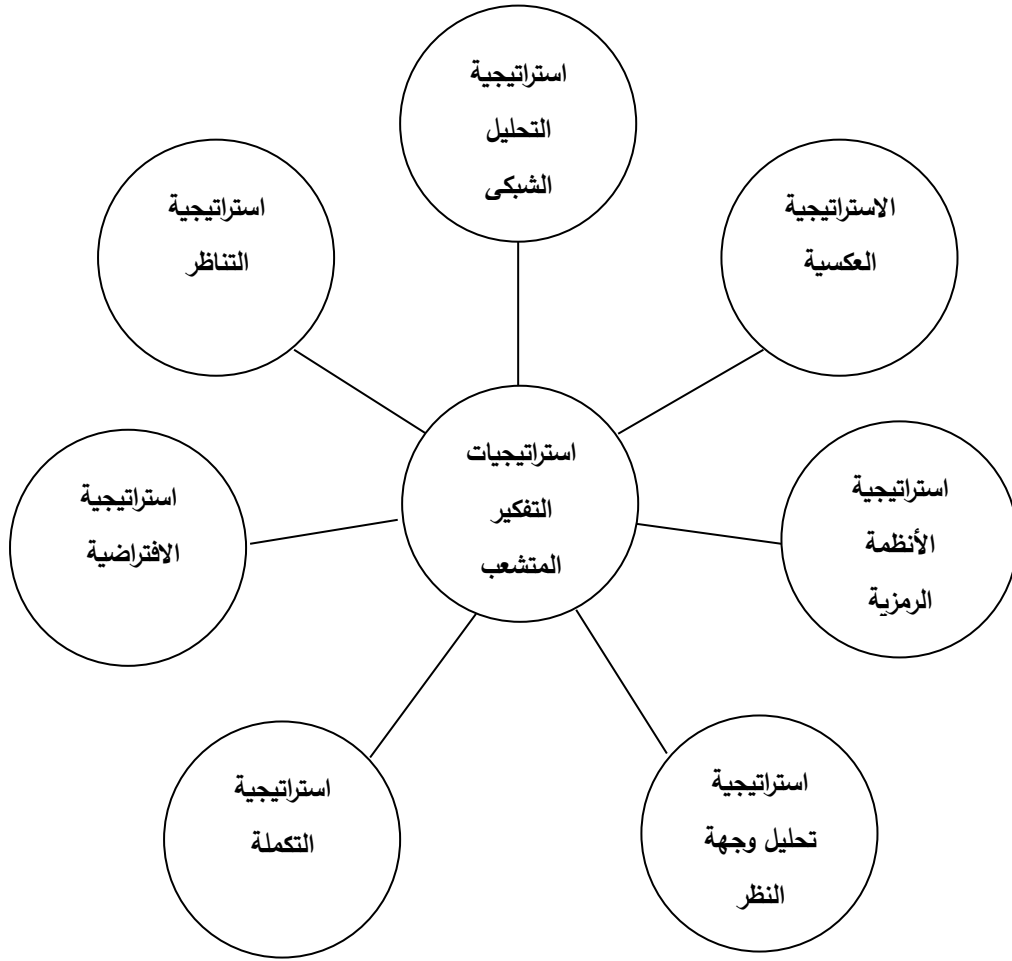 استراتيجية
التحليل
الشبكى
الاستراتيجية
العكسية
استراتيجية
التناظر
استراتيجيات
التفكير
المتشعب
استراتيجية
الأنظمة
الرمزية
استراتيجية
الافتراضية
استراتيجية
تحليل وجهة
النظر
استراتيجية
التكملة